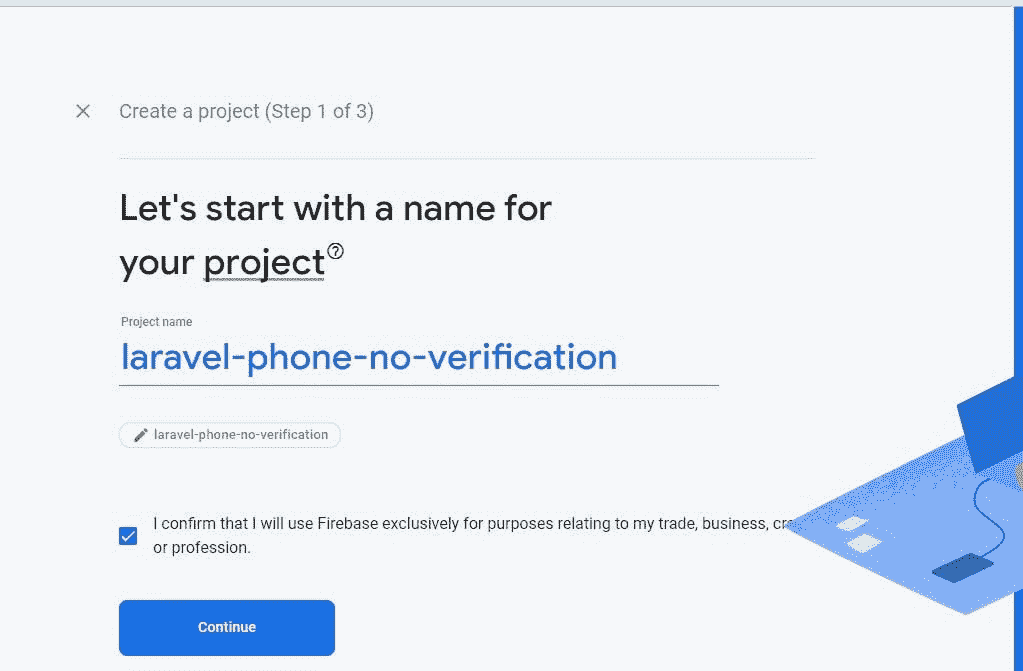 Create a project (Step 1 of 3)
Let's start with a name for
your project
Project name
laravel-phone-no-verification
laravel-phone-no-verification
I confirm that I will use Firebase exclusively for purposes relating to my trade, business,
or profession.
Continue